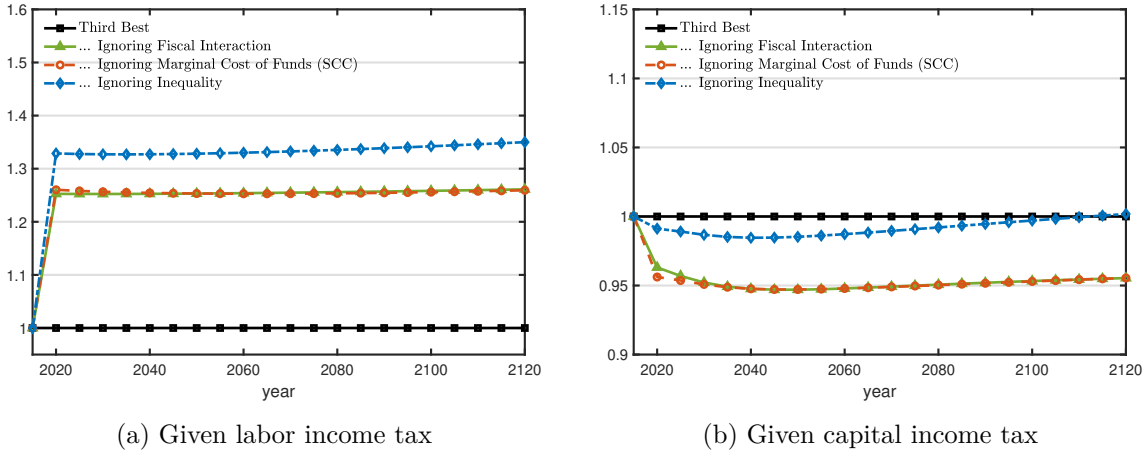 1.6
1.5
1.4
1.3
1.2
1.1
1
Third Best
... Ignoring Fiscal Interaction
... Ignoring Marginal Cost of Funds (SCC)
... Ignoring Inequality
2020 2040 2060 2080 2100 2120
year
(a) Given labor income tax
1.15
1.1
1.05
1
0.95
0.9
Third Best
... Ignoring Fiscal Interaction
... Ignoring Marginal Cost of Funds (SCC)
... Ignoring Inequality
2020 2040 2060 2080 2100 2120
year
(b) Given capital income tax